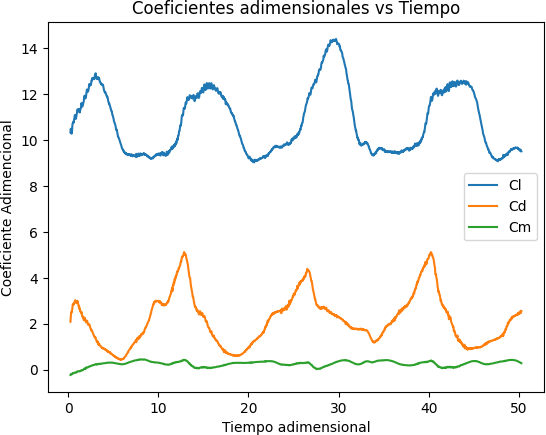 Coeficientes adimensionales vs Tiempo
Coeficiente Adimencional
14
12
10
8
6
4
2
0
Cl
Cd
Cm
0 10 20 30 40 50
Tiempo adimensional